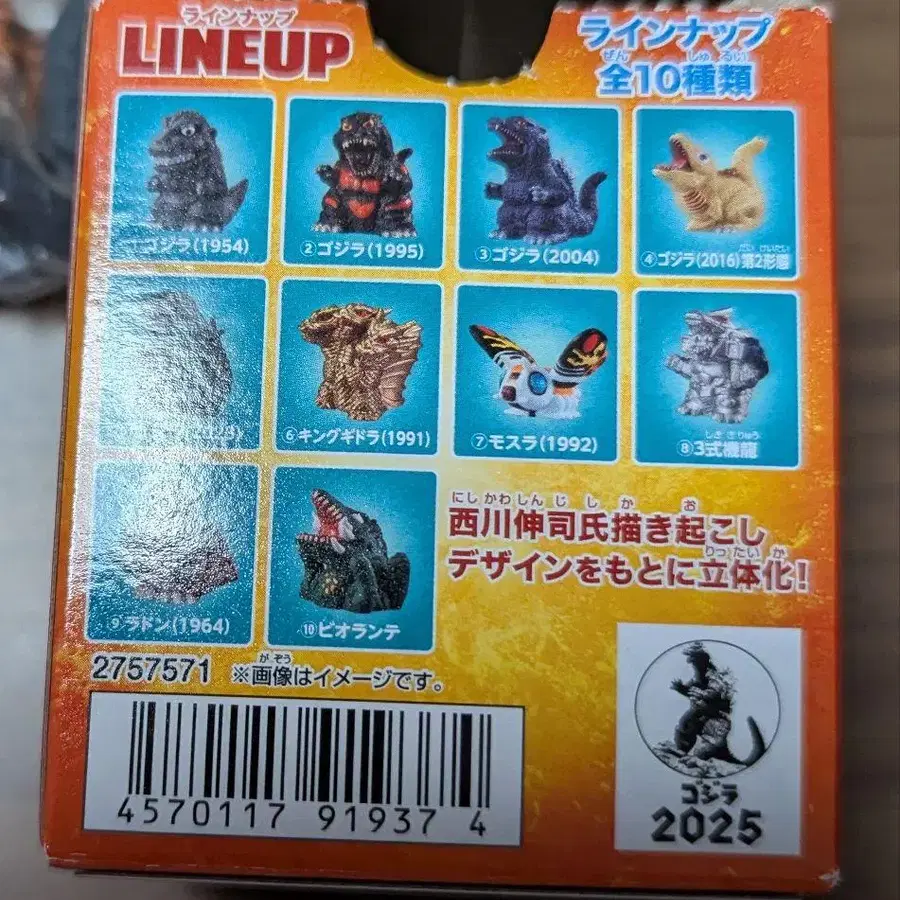 ラインナップ
LINEUP
ラインナップ
ぜん しゅ るい
全10種類
ゴジラ(1954)
②ゴジラ(1995)
③ゴジラ(2004)
だい けいたい
④ゴジラ(2016)第2形態
⑥キングギドラ(1991)
⑦モスラ(1992)
しき きりゅう
⑧3式機龍
⑨ラドン(1964)
⑩ビオランテ
にし かわ しん じ し か お
西川伸司氏描き起こし
りったい か
デザインをもとに立体化!
2757571
がぞう
※画像はイメージです。
4570117 91937 4
ゴジラ
2025